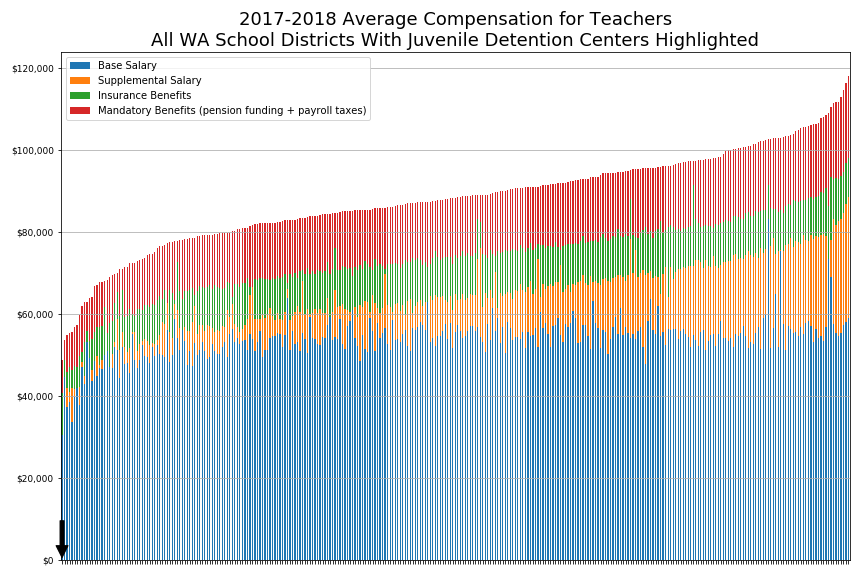 2017-2018 Average Compensation for Teachers
All WA School Districts With Juvenile Detention Centers Highlighted
$120,000
$100,000
$80,000
$60,000
$40,000
$20,000
$0
Base Salary
Supplemental Salary
Insurance Benefits
Mandatory Benefits (pension funding + payroll taxes)